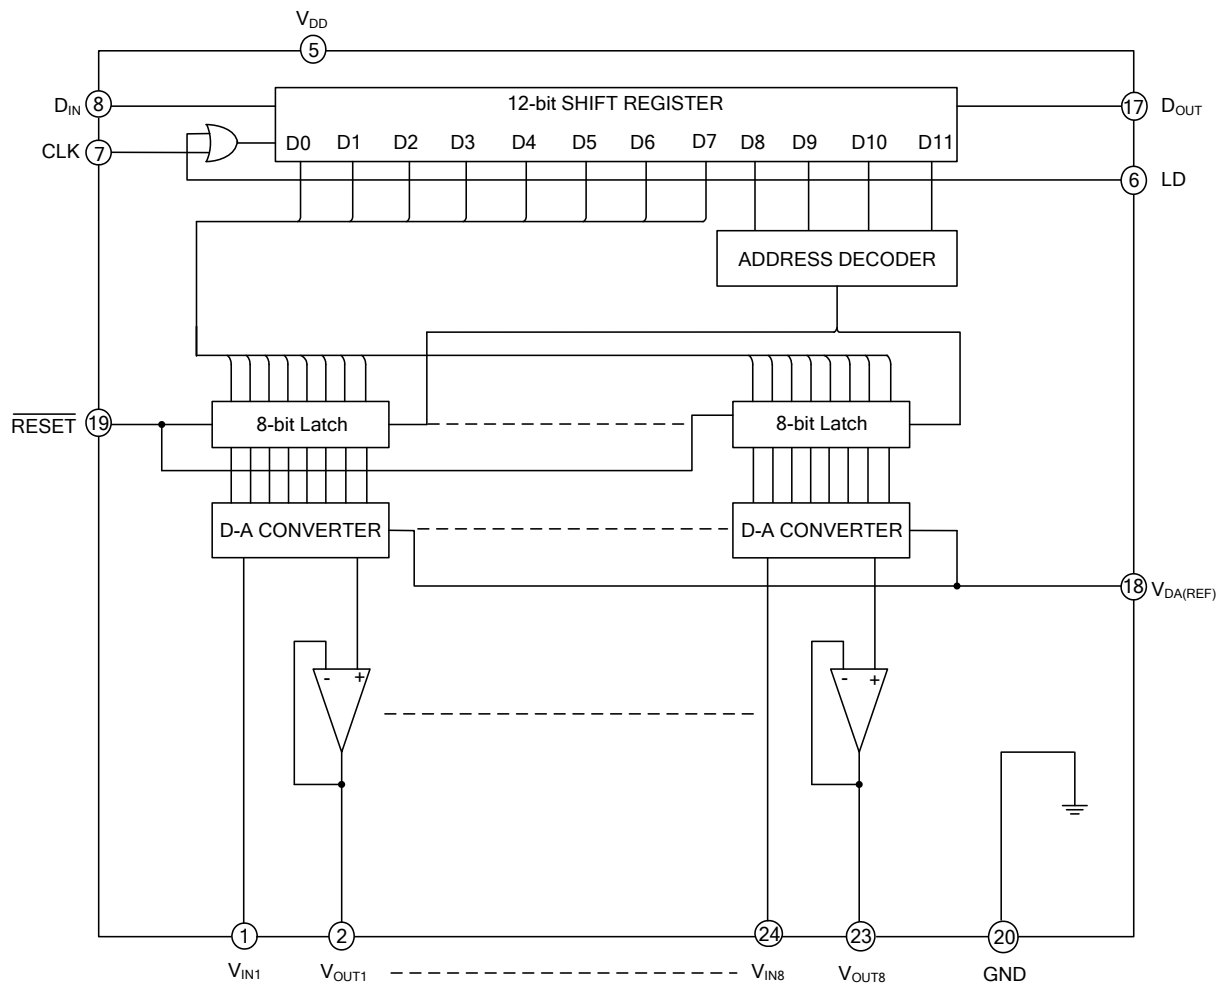 VDD
5
12-bit SHIFT REGISTER
DIN 8
17 DOUT
CLK 7
D0 D1 D2 D3 D4 D5 D6 D7 D8 D9 D10 D11
6 LD
ADDRESS DECODER
RESET 19
8-bit Latch
8-bit Latch
D-A CONVERTER
D-A CONVERTER
18 VDA(REF)
- +
- +
1 2 24 23 20
VIN1 VOUT1 VIN8 VOUT8 GND